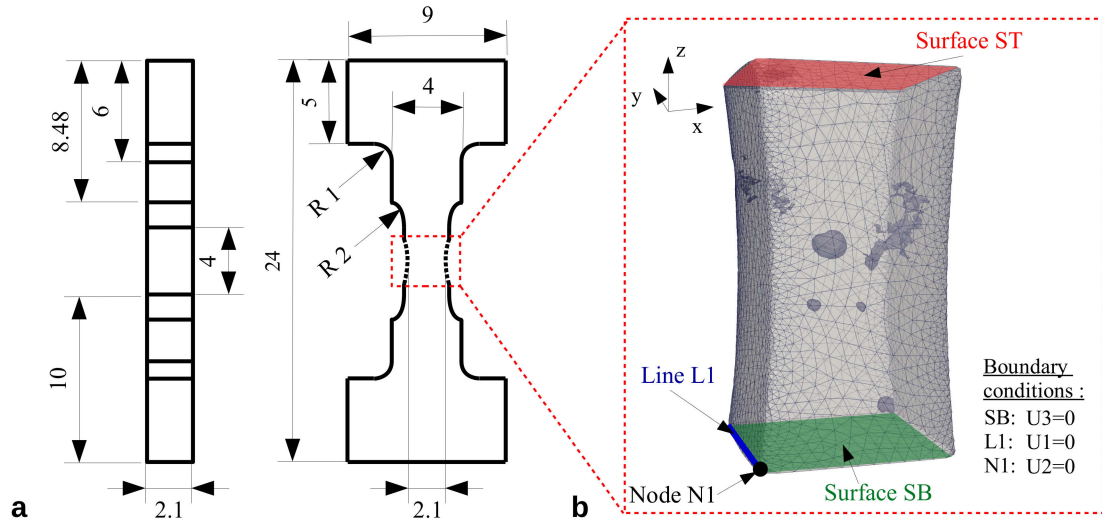 9
4
5
6
8.48
R 1
R 2
24
4
10
2.1
2.1
a
Surface ST
z
y
x
Line L1
Boundary
conditions :
SB: U3=0
L1: U1=0
N1: U2=0
Node N1
Surface SB
b